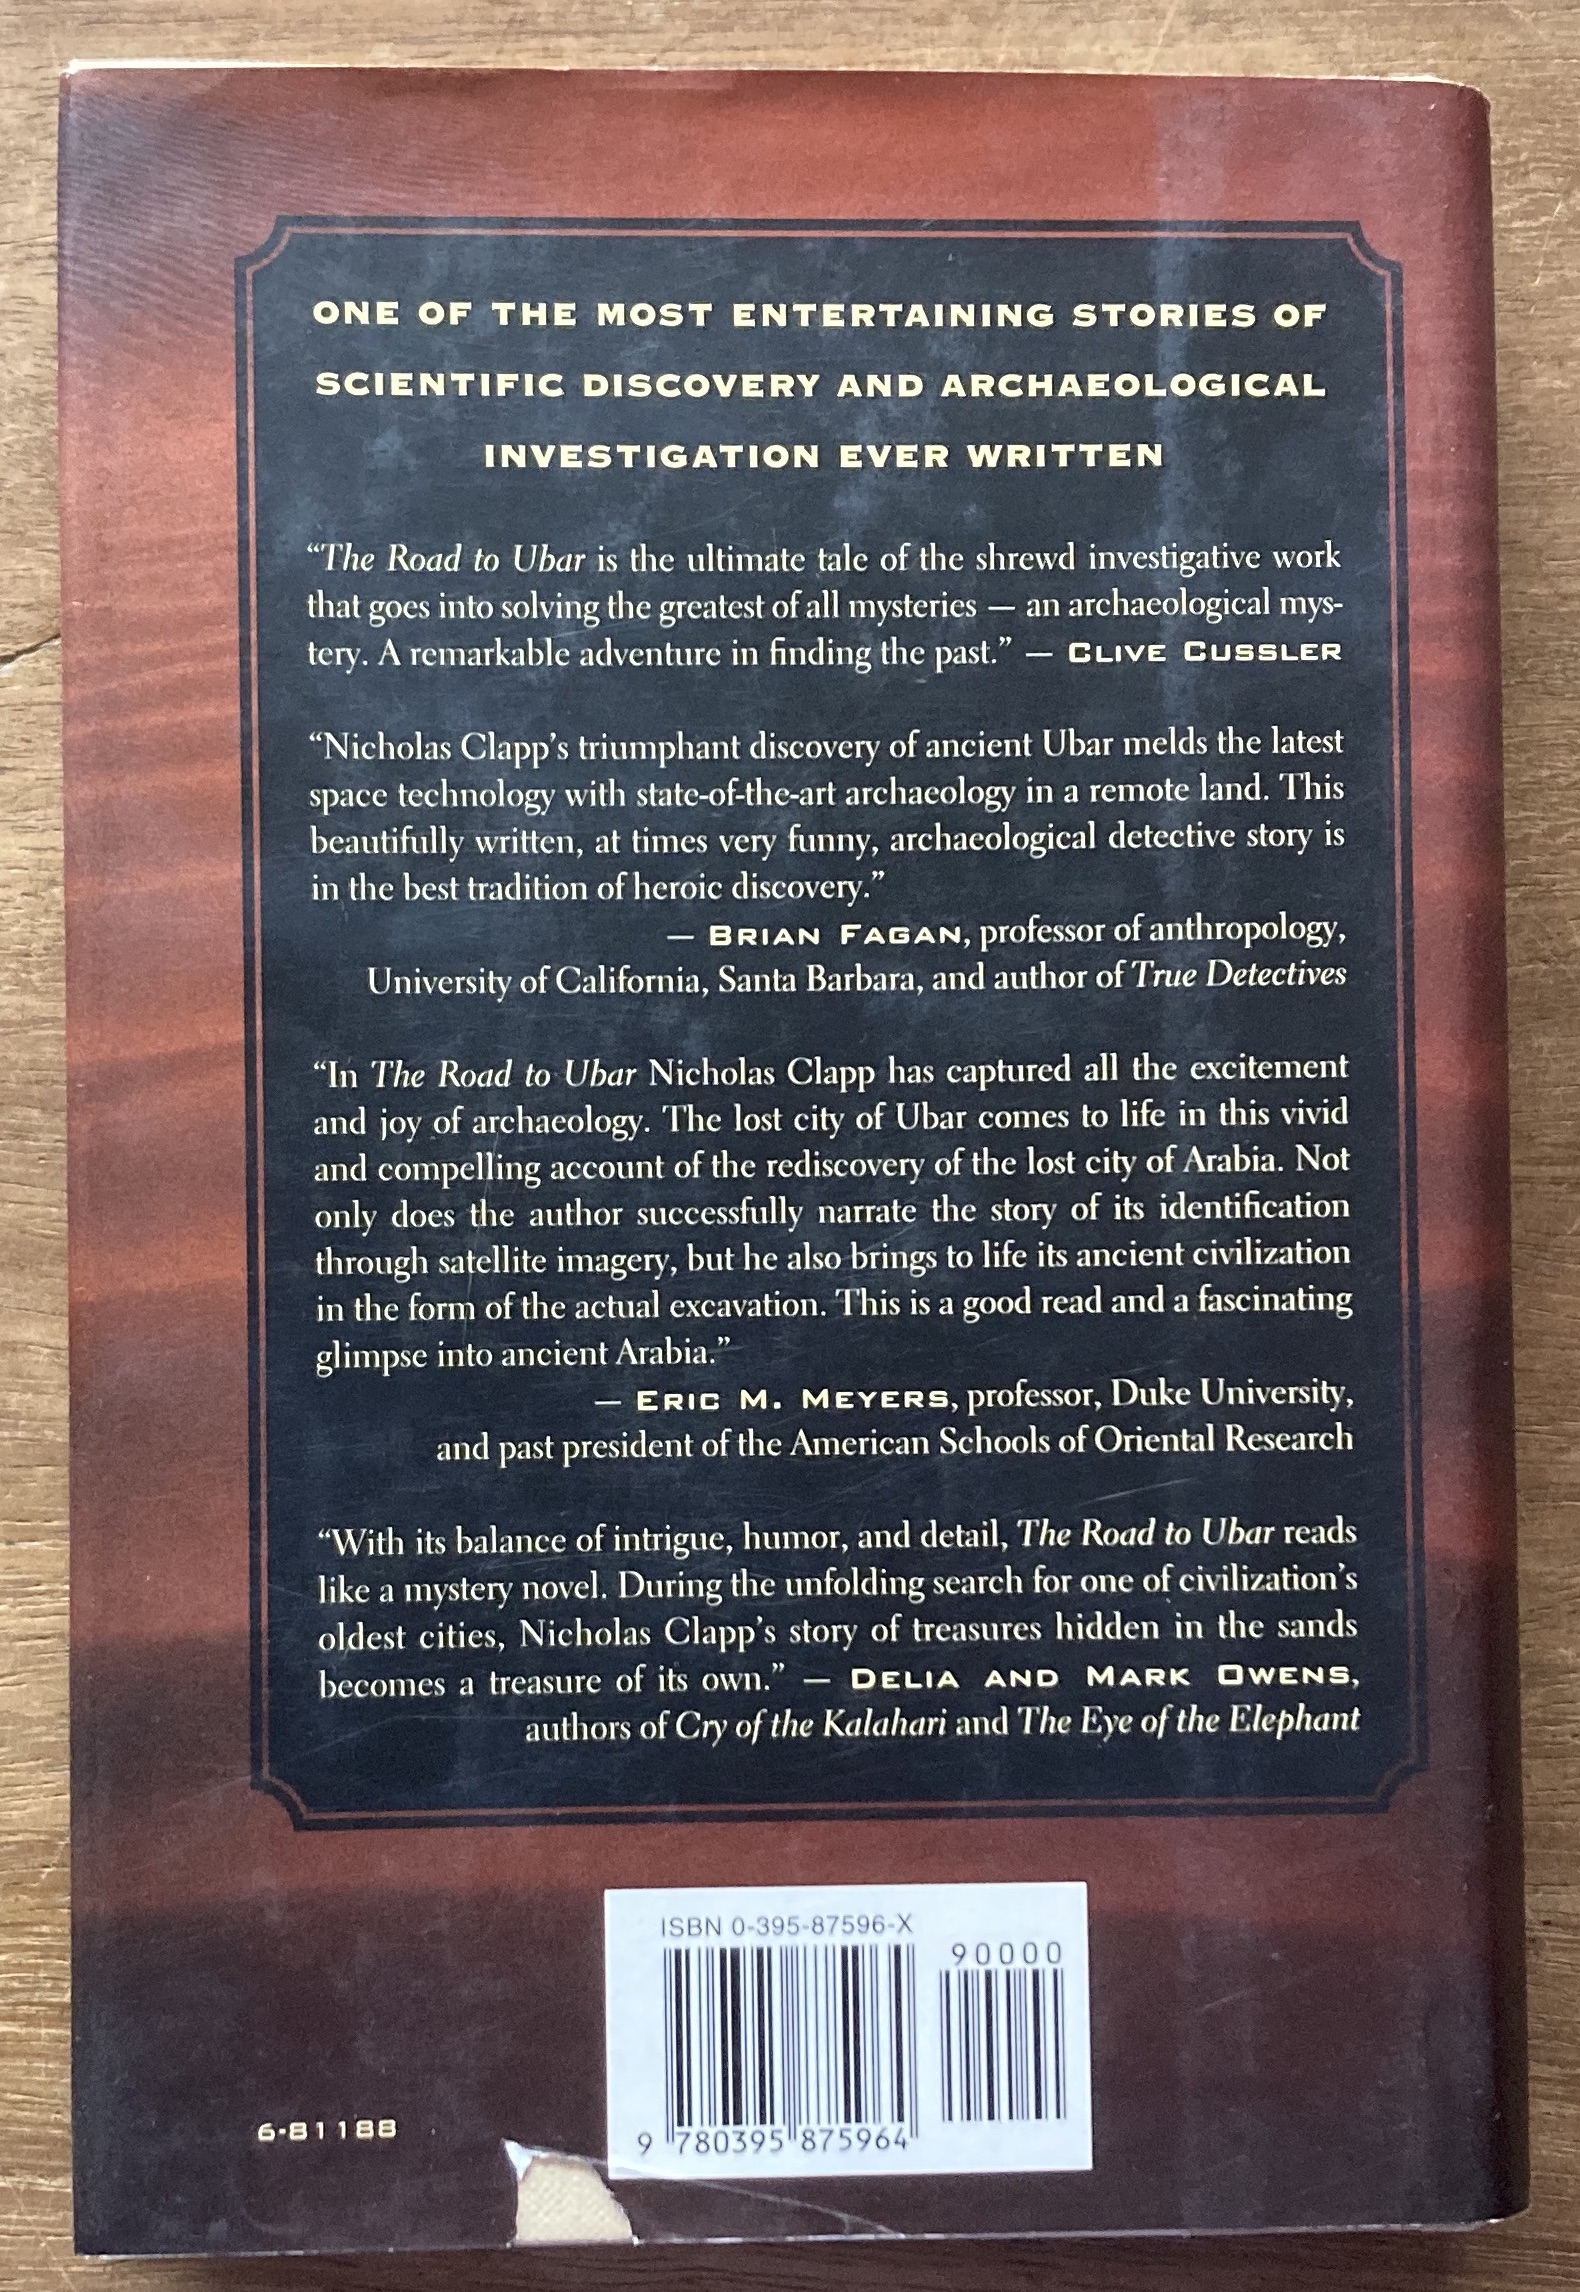 ONE OF THE MOST ENTERTAINING STORIES OF
SCIENTIFIC DISCOVERY AND ARCHAEOLOGICAL
INVESTIGATION EVER WRITTEN
“The Road to Ubar is the ultimate tale of the shrewd investigative work
that goes into solving the greatest of all mysteries — an archaeological mys-
tery. A remarkable adventure in finding the past.” — CLIVE CUSSLER
“Nicholas Clapp’s triumphant discovery of ancient Ubar melds the latest
space technology with state-of-the-art archaeology in a remote land. This
beautifully written, at times very funny, archaeological detective story is
in the best tradition of heroic discovery.”
— BRIAN FAGAN, professor of anthropology,
University of California, Santa Barbara, and author of True Detectives
“In The Road to Ubar Nicholas Clapp has captured all the excitement
and joy of archaeology. The lost city of Ubar comes to life in this vivid
and compelling account of the rediscovery of the lost city of Arabia. Not
only does the author successfully narrate the story of its identification
through satellite imagery, but he also brings to life its ancient civilization
in the form of the actual excavation. This is a good read and a fascinating
glimpse into ancient Arabia.”
— ERIC M. MEYERS, professor, Duke University,
and past president of the American Schools of Oriental Research
“With its balance of intrigue, humor, and detail, The Road to Ubar reads
like a mystery novel. During the unfolding search for one of civilization’s
oldest cities, Nicholas Clapp’s story of treasures hidden in the sands
becomes a treasure of its own.” — DELIA AND MARK OWENS,
authors of Cry of the Kalahari and The Eye of the Elephant
ISBN 0-395-87596-X
90000
9 780395 875964
6-81188